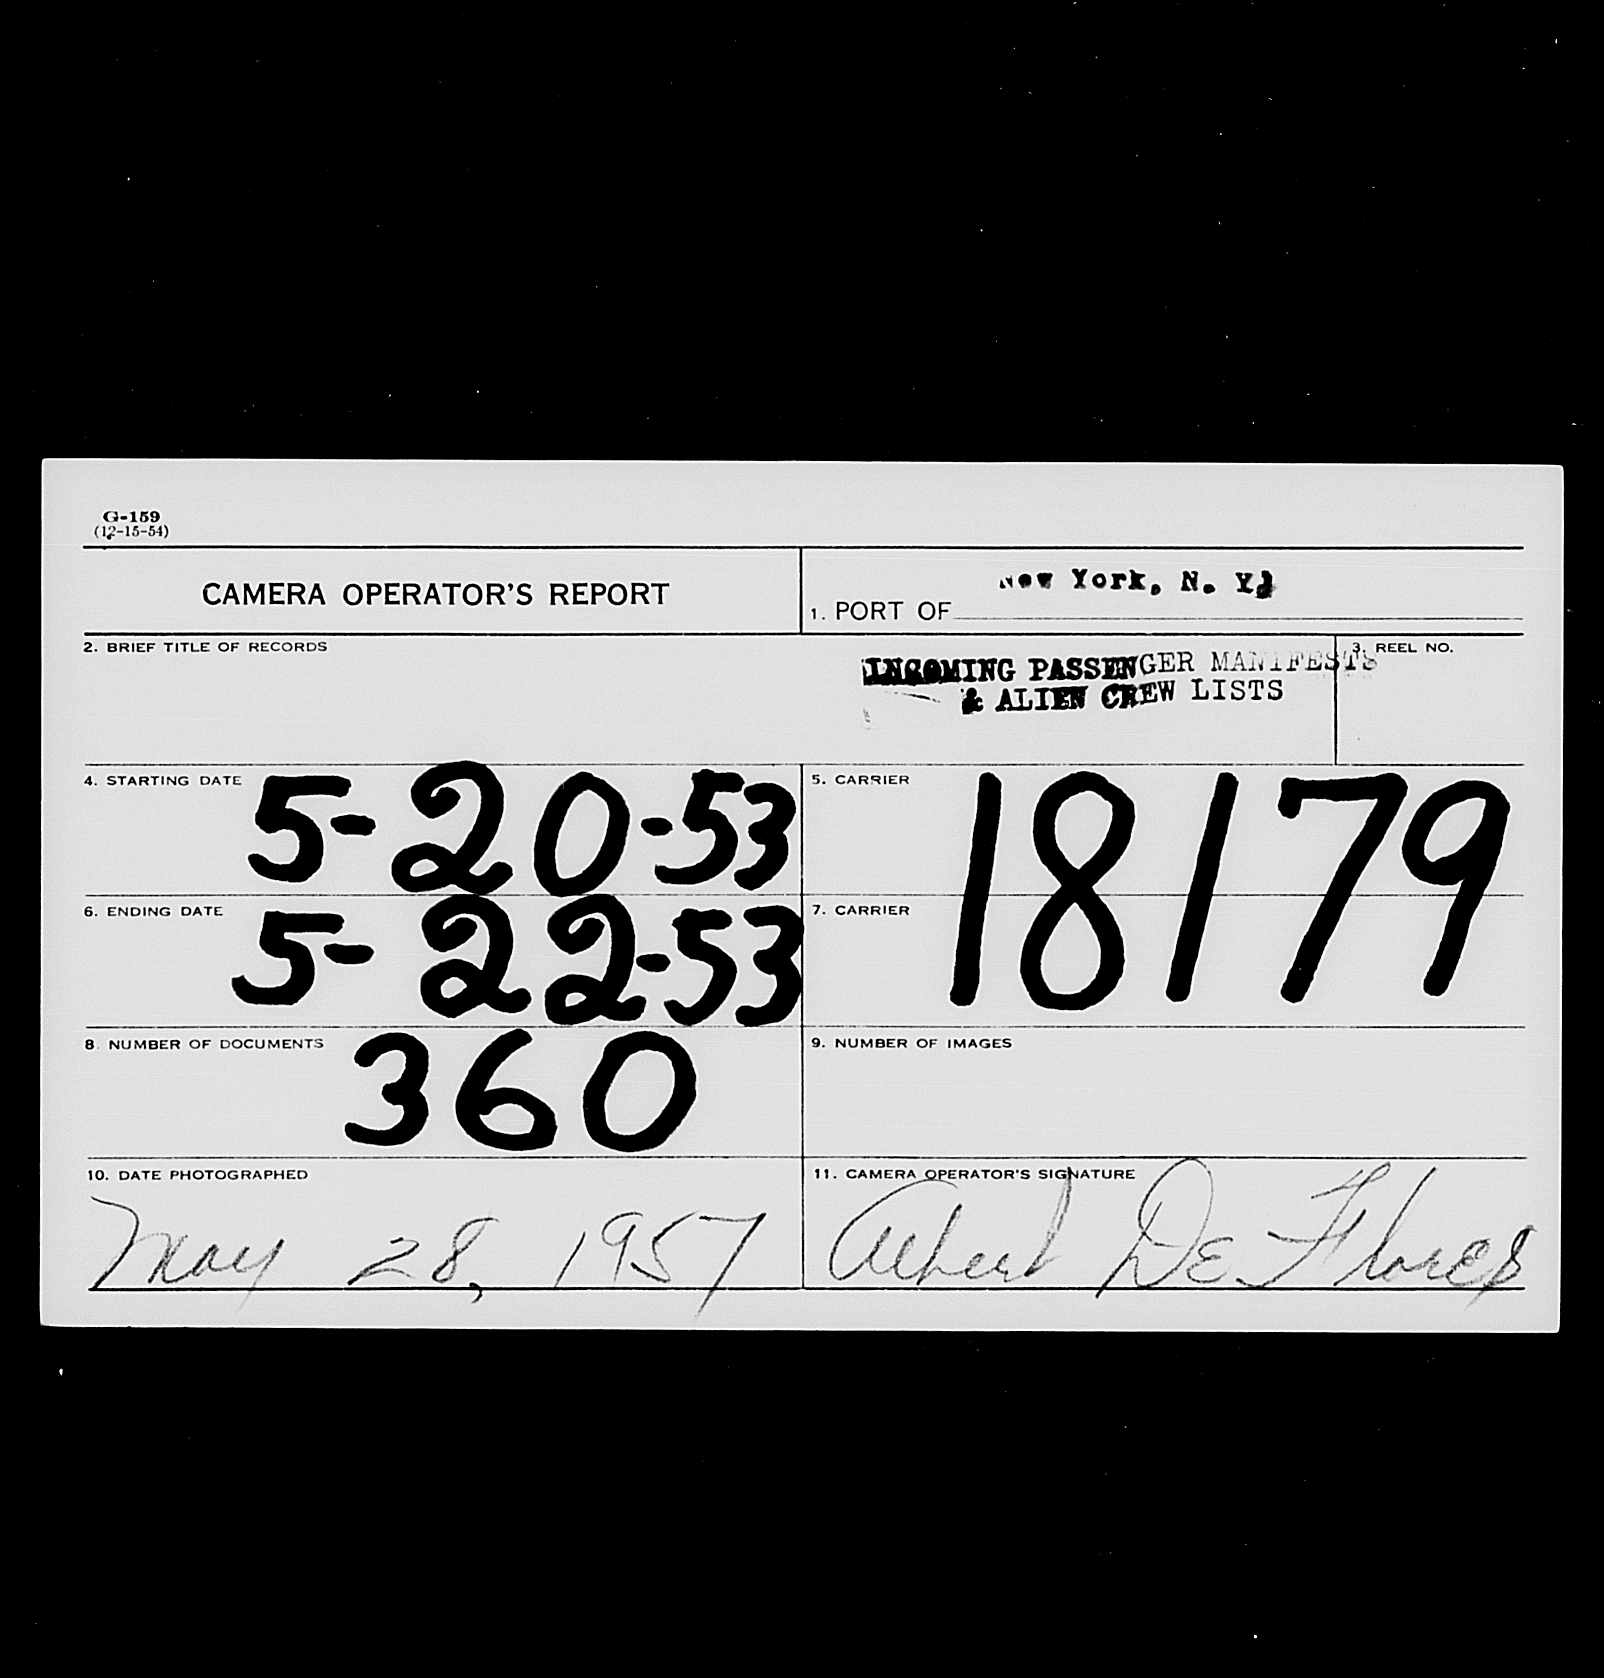 G-159
(12-15-54)
CAMERA OPERATOR'S REPORT
New York, N. Y.
1. PORT OF
2. BRIEF TITLE OF RECORDS
INCOMING PASSENGER MANIFESTS
& ALIEN CREW LISTS
3. REEL NO.
4. STARTING DATE 5-20-53
5. CARRIER
18179
6. ENDING DATE 5-22-53
7. CARRIER
8. NUMBER OF DOCUMENTS 360
9. NUMBER OF IMAGES
10. DATE PHOTOGRAPHED
May 28, 1957
11. CAMERA OPERATOR'S SIGNATURE
Albert De Flores